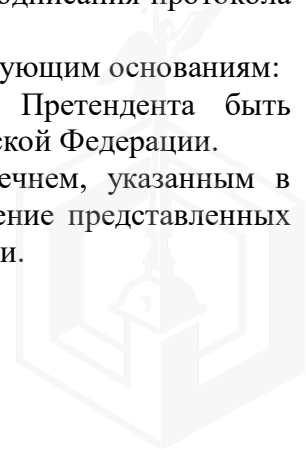 одписания протокола
ующим основаниям:
Претендента быть
ской Федерации.
ечнем, указанным в
ение представленных
и.